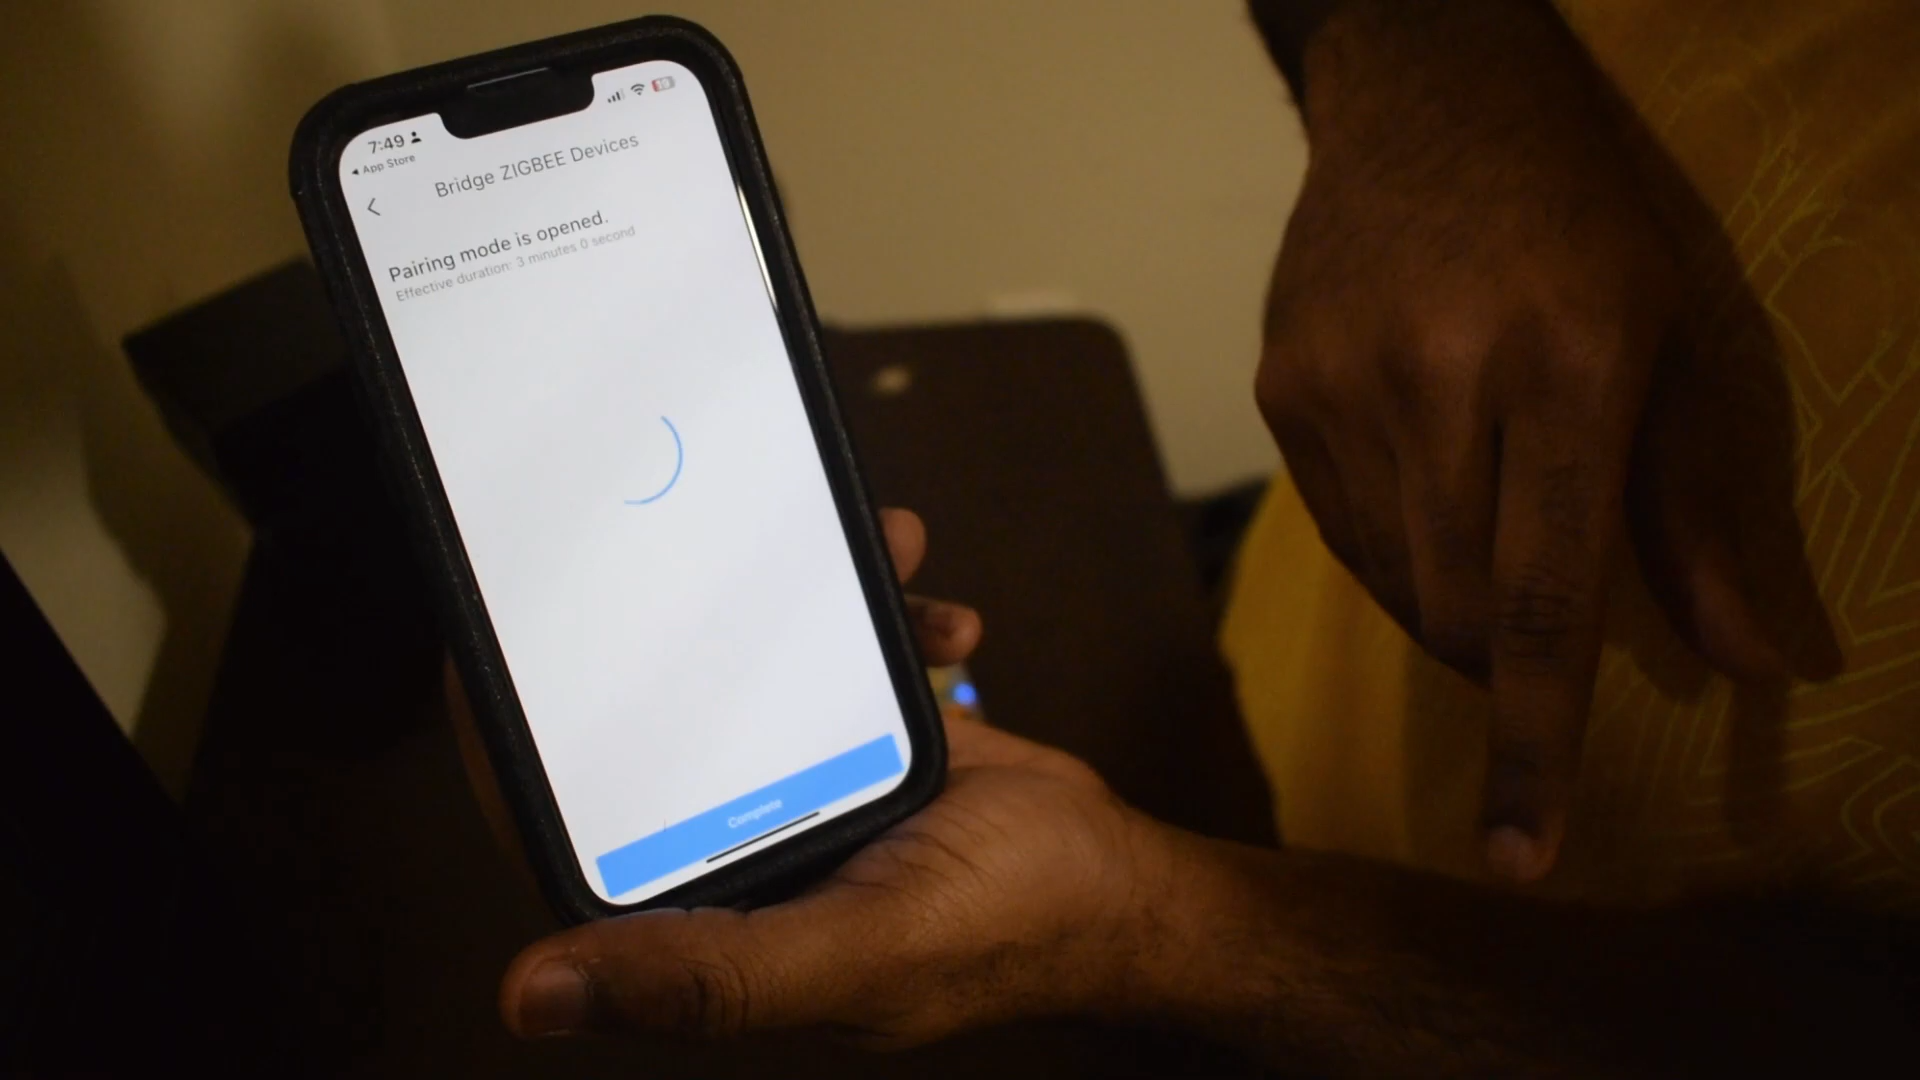 7:49
App Store
Bridge ZIGBEE Devices
Pairing mode is opened.
Effective duration: 3 minutes 0 second
Complete